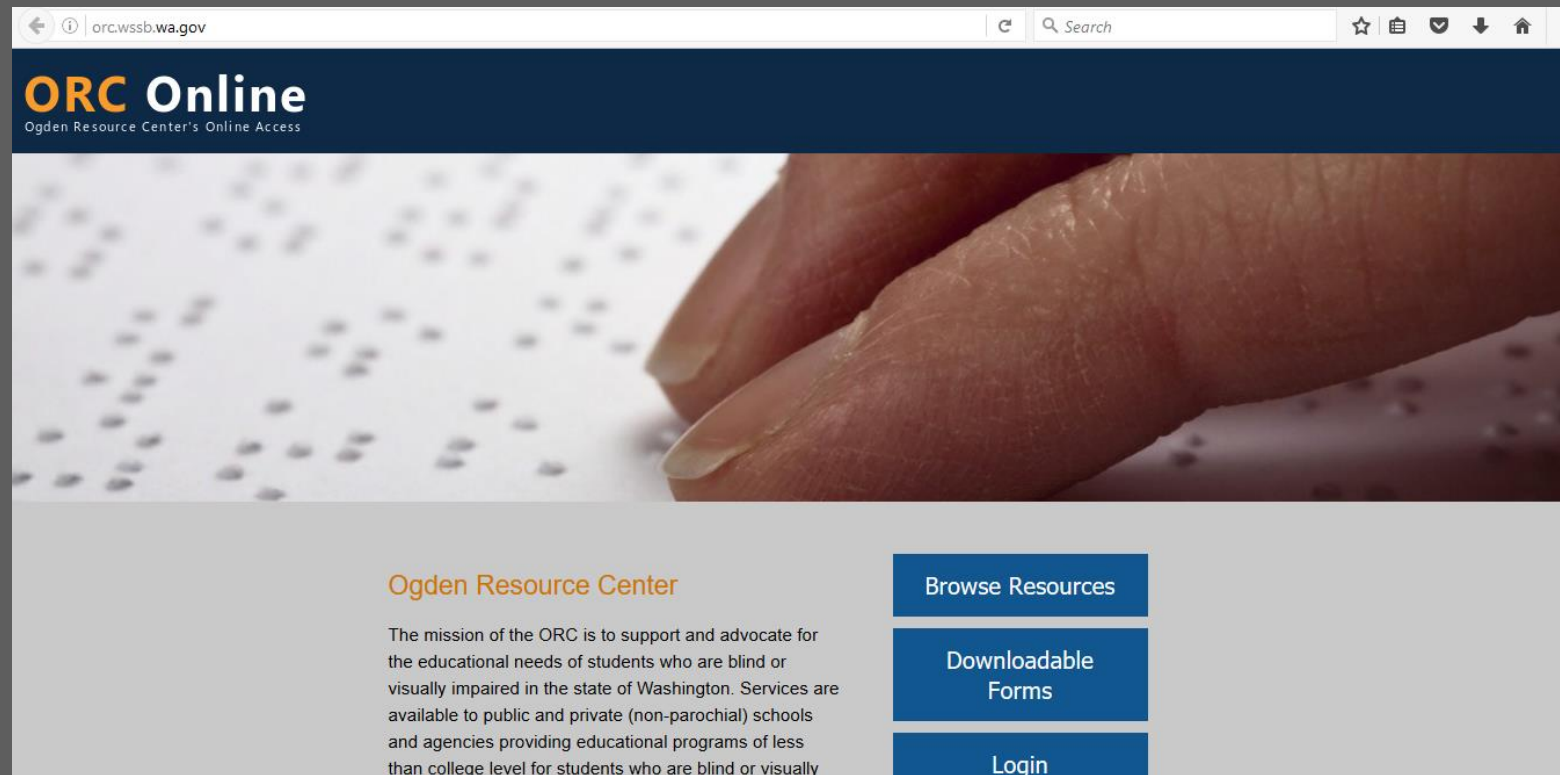 orc.wssb.wa.gov
Search
ORC Online
Ogden Resource Center's Online Access
Ogden Resource Center
The mission of the ORC is to support and advocate for
the educational needs of students who are blind or
visually impaired in the state of Washington. Services are
available to public and private (non-parochial) schools
and agencies providing educational programs of less
than college level for students who are blind or visually
Browse Resources
Downloadable
Forms
Login